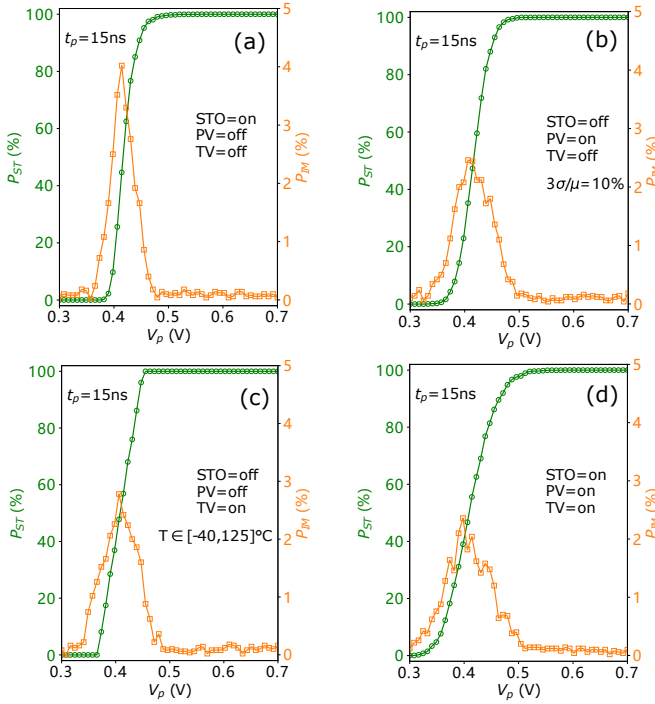 t_p=15ns
(a)
STO=on
PV=off
TV=off
P_ST (%)
P_IM (%)
100
80
60
40
20
0
5
4
3
2
1
0
0.3 0.4 0.5 0.6 0.7
V_p (V)
t_p=15ns
(b)
STO=off
PV=on
TV=off
3σ/μ=10%
P_ST (%)
P_IM (%)
100
80
60
40
20
0
5
4
3
2
1
0
0.3 0.4 0.5 0.6 0.7
V_p (V)
t_p=15ns
(c)
STO=off
PV=off
TV=on
T∈[-40,125]ºC
P_ST (%)
P_IM (%)
100
80
60
40
20
0
5
4
3
2
1
0
0.3 0.4 0.5 0.6 0.7
V_p (V)
t_p=15ns
(d)
STO=on
PV=on
TV=on
P_ST (%)
P_IM (%)
100
80
60
40
20
0
5
4
3
2
1
0
0.3 0.4 0.5 0.6 0.7
V_p (V)